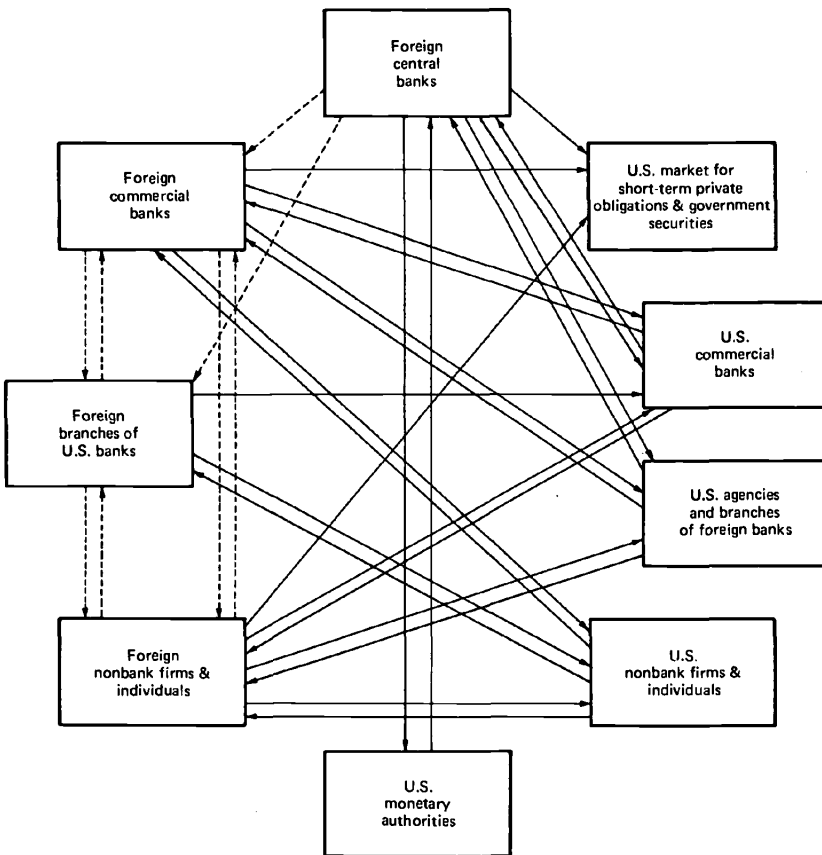 Foreign
central
banks
Foreign
commercial
banks
U.S. market for
short-term private
obligations & government
securities
U.S.
commercial
banks
Foreign
branches of
U.S. banks
U.S. agencies
and branches
of foreign banks
Foreign
nonbank firms &
individuals
U.S.
nonbank firms &
individuals
U.S.
monetary
authorities